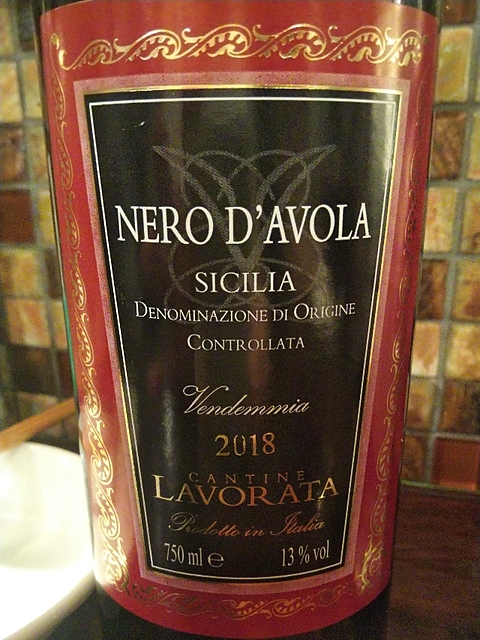 NERO D'AVOLA
SICILIA
DENOMINAZIONE DI ORIGINE
CONTROLLATA
Vendemmia
2018
CANTINE
LAVORATA
Prodotto in Italia
750 ml ℮ 13 % vol